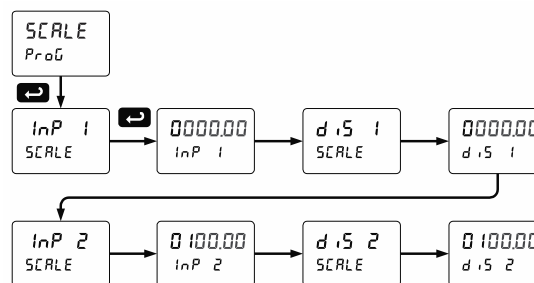 SCALE
ProG
InP 1
SCALE
0000.00
InP 1
diS 1
SCALE
0000.00
diS 1
InP 2
SCALE
0100.00
InP 2
diS 2
SCALE
0100.00
diS 2